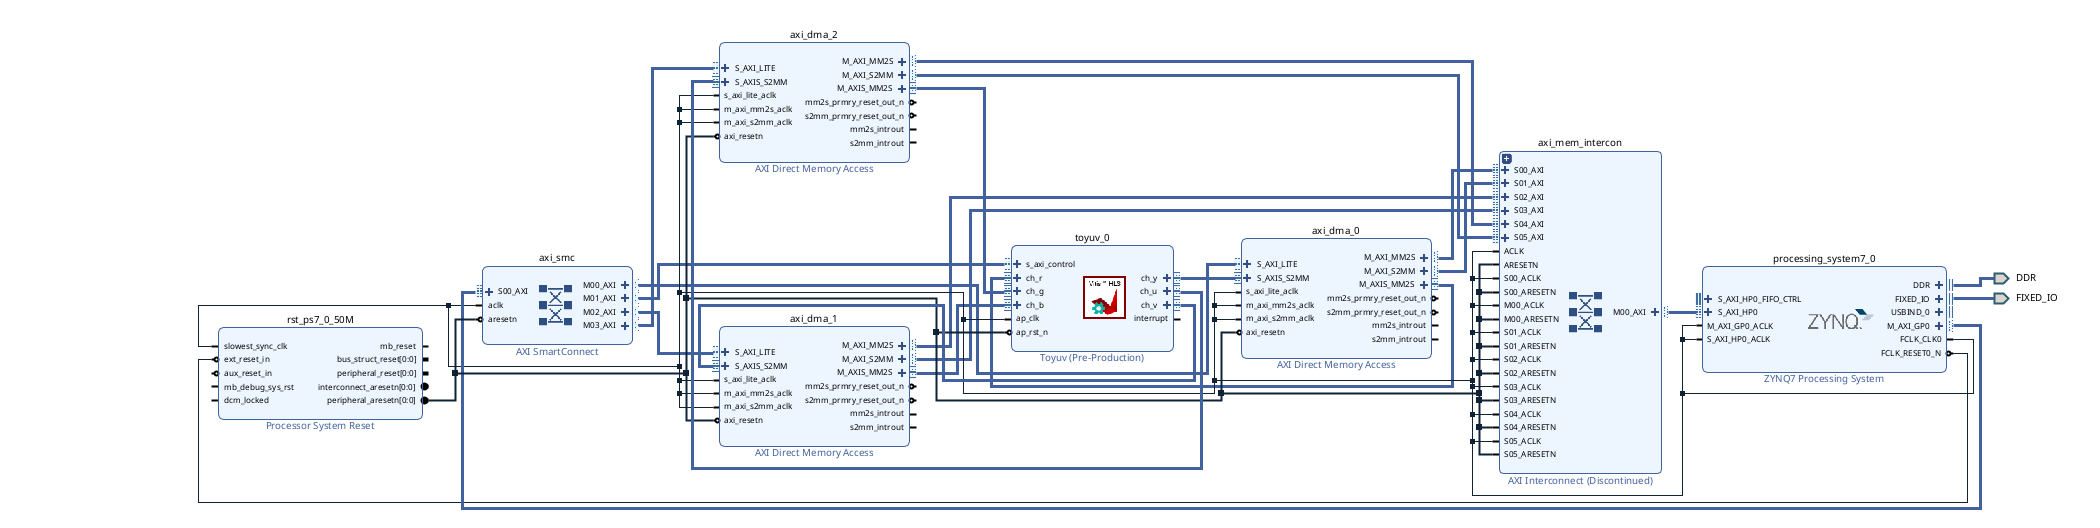 axi_dma_2
S_AXI_LITE
S_AXIS_S2MM
s_axi_lite_aclk
m_axi_mm2s_aclk
m_axi_s2mm_aclk
axi_resetn
M_AXI_MM2S
M_AXI_S2MM
M_AXIS_MM2S
mm2s_prmry_reset_out_n
s2mm_prmry_reset_out_n
mm2s_introut
s2mm_introut
AXI Direct Memory Access
axi_smc
S00_AXI
aclk
aresetn
M00_AXI
M01_AXI
M02_AXI
M03_AXI
AXI SmartConnect
rst_ps7_0_50M
slowest_sync_clk
ext_reset_in
aux_reset_in
mb_debug_sys_rst
dcm_locked
mb_reset
bus_struct_reset[0:0]
peripheral_reset[0:0]
interconnect_aresetn[0:0]
peripheral_aresetn[0:0]
Processor System Reset
axi_dma_1
S_AXI_LITE
S_AXIS_S2MM
s_axi_lite_aclk
m_axi_mm2s_aclk
m_axi_s2mm_aclk
axi_resetn
M_AXI_MM2S
M_AXI_S2MM
M_AXIS_MM2S
mm2s_prmry_reset_out_n
s2mm_prmry_reset_out_n
mm2s_introut
s2mm_introut
AXI Direct Memory Access
toyuv_0
s_axi_control
ch_r
ch_g
ch_b
ap_clk
ap_rst_n
Vitis™ HLS
ch_y
ch_u
ch_v
interrupt
Toyuv (Pre-Production)
axi_dma_0
S_AXI_LITE
S_AXIS_S2MM
s_axi_lite_aclk
m_axi_mm2s_aclk
m_axi_s2mm_aclk
axi_resetn
M_AXI_MM2S
M_AXI_S2MM
M_AXIS_MM2S
mm2s_prmry_reset_out_n
s2mm_prmry_reset_out_n
mm2s_introut
s2mm_introut
AXI Direct Memory Access
axi_mem_intercon
S00_AXI
S01_AXI
S02_AXI
S03_AXI
S04_AXI
S05_AXI
ACLK
ARESETN
S00_ACLK
S00_ARESETN
M00_ACLK
M00_ARESETN
S01_ACLK
S01_ARESETN
S02_ACLK
S02_ARESETN
S03_ACLK
S03_ARESETN
S04_ACLK
S04_ARESETN
S05_ACLK
S05_ARESETN
M00_AXI
AXI Interconnect (Discontinued)
processing_system7_0
S_AXI_HP0_FIFO_CTRL
S_AXI_HP0
M_AXI_GP0_ACLK
S_AXI_HP0_ACLK
ZYNQ
DDR
FIXED_IO
USBIND_0
M_AXI_GP0
FCLK_CLK0
FCLK_RESET0_N
ZYNQ7 Processing System
DDR
FIXED_IO